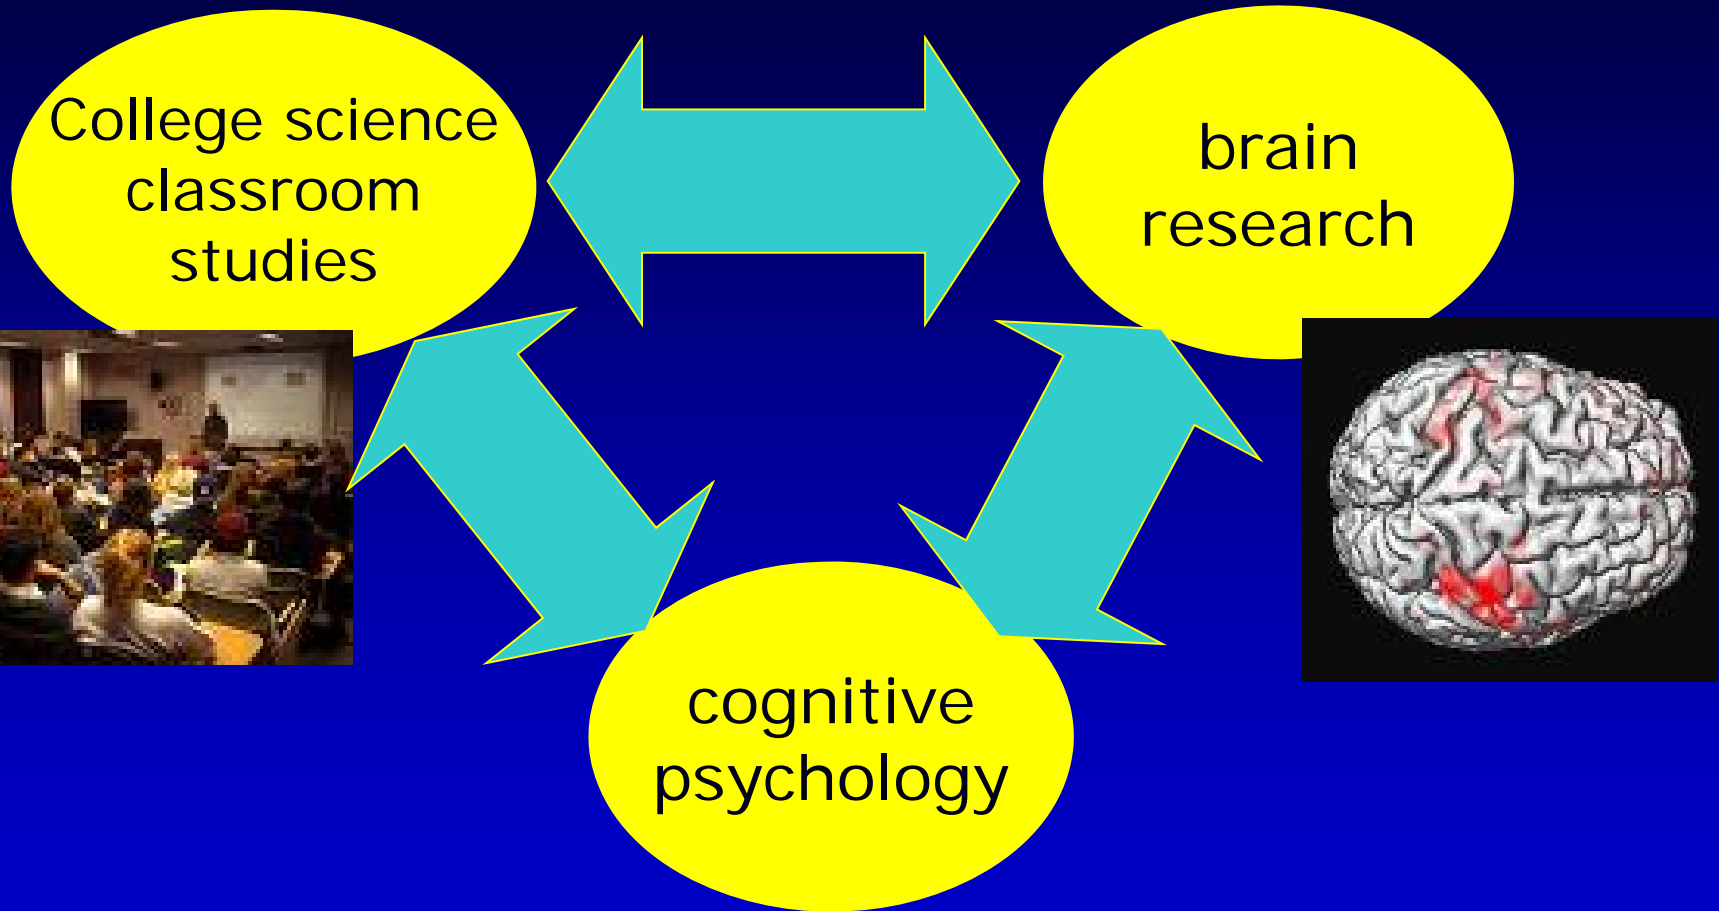 College science
classroom
studies
brain
research
cognitive
psychology